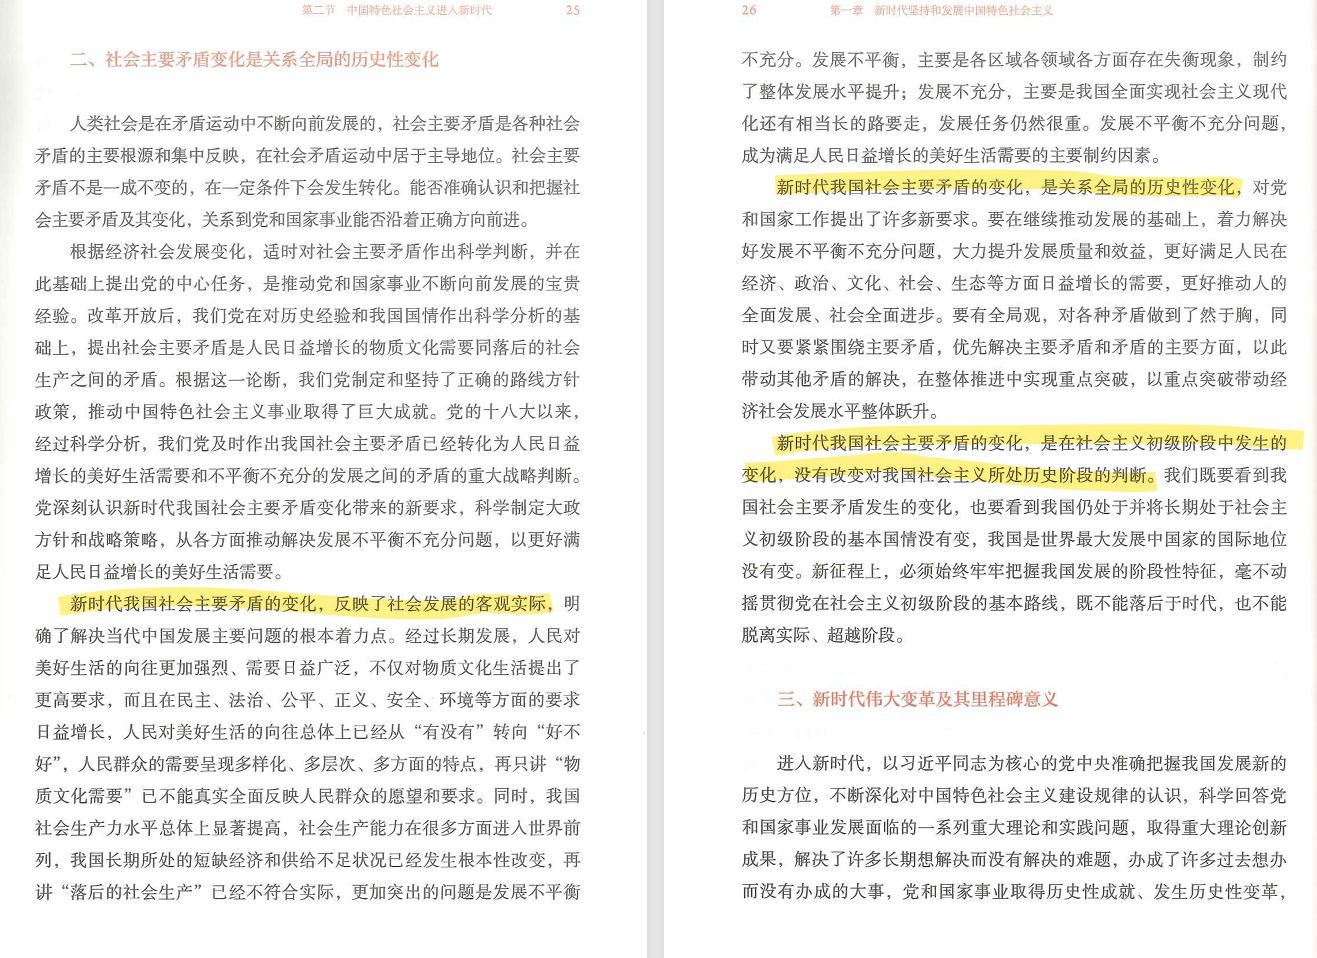 第二节 中国特色社会主义进入新时代 25
二、社会主要矛盾变化是关系全局的历史性变化
人类社会是在矛盾运动中不断向前发展的，社会主要矛盾是各种社会
矛盾的主要根源和集中反映，在社会矛盾运动中居于主导地位。社会主要
矛盾不是一成不变的，在一定条件下会发生转化。能否准确认识和把握社
会主要矛盾及其变化，关系到党和国家事业能否沿着正确方向前进。
根据经济社会发展变化，适时对社会主要矛盾作出科学判断，并在
此基础上提出党的中心任务，是推动党和国家事业不断向前发展的宝贵
经验。改革开放后，我们党在对历史经验和我国国情作出科学分析的基
础上，提出社会主要矛盾是人民日益增长的物质文化需要同落后的社会
生产之间的矛盾。根据这一论断，我们党制定和坚持了正确的路线方针
政策，推动中国特色社会主义事业取得了巨大成就。党的十八大以来，
经过科学分析，我们党及时作出我国社会主要矛盾已经转化为人民日益
增长的美好生活需要和不平衡不充分的发展之间的矛盾的重大战略判断。
党深刻认识新时代我国社会主要矛盾变化带来的新要求，科学制定大政
方针和战略策略，从各方面推动解决发展不平衡不充分问题，以更好满
足人民日益增长的美好生活需要。
新时代我国社会主要矛盾的变化，反映了社会发展的客观实际，明
确了解决当代中国发展主要问题的根本着力点。经过长期发展，人民对
美好生活的向往更加强烈、需要日益广泛，不仅对物质文化生活提出了
更高要求，而且在民主、法治、公平、正义、安全、环境等方面的要求
日益增长，人民对美好生活的向往总体上已经从“有没有”转向“好不
好”，人民群众的需要呈现多样化、多层次、多方面的特点，再只讲“物
质文化需要”已不能真实全面反映人民群众的愿望和要求。同时，我国
社会生产力水平总体上显著提高，社会生产能力在很多方面进入世界前
列，我国长期所处的短缺经济和供给不足状况已经发生根本性改变，再
讲“落后的社会生产”已经不符合实际，更加突出的问题是发展不平衡
26 第一章 新时代坚持和发展中国特色社会主义
不充分。发展不平衡，主要是各区域各领域各方面存在失衡现象，制约
了整体发展水平提升；发展不充分，主要是我国全面实现社会主义现代
化还有相当长的路要走，发展任务仍然很重。发展不平衡不充分问题，
成为满足人民日益增长的美好生活需要的主要制约因素。
新时代我国社会主要矛盾的变化，是关系全局的历史性变化，对党
和国家工作提出了许多新要求。要在继续推动发展的基础上，着力解决
好发展不平衡不充分问题，大力提升发展质量和效益，更好满足人民在
经济、政治、文化、社会、生态等方面日益增长的需要，更好推动人的
全面发展、社会全面进步。要有全局观，对各种矛盾做到了然于胸，同
时又要紧紧围绕主要矛盾，优先解决主要矛盾和矛盾的主要方面，以此
带动其他矛盾的解决，在整体推进中实现重点突破，以重点突破带动经
济社会发展水平整体跃升。
新时代我国社会主要矛盾的变化，是在社会主义初级阶段中发生的
变化，没有改变对我国社会主义所处历史阶段的判断。我们既要看到我
国社会主要矛盾发生的变化，也要看到我国仍处于并将长期处于社会主
义初级阶段的基本国情没有变，我国是世界最大发展中国家的国际地位
没有变。新征程上，必须始终牢牢把握我国发展的阶段性特征，毫不动
摇贯彻党在社会主义初级阶段的基本路线，既不能落后于时代，也不能
脱离实际、超越阶段。
三、新时代伟大变革及其里程碑意义
进入新时代，以习近平同志为核心的党中央准确把握我国发展新的
历史方位，不断深化对中国特色社会主义建设规律的认识，科学回答党
和国家事业发展面临的一系列重大理论和实践问题，取得重大理论创新
成果，解决了许多长期想解决而没有解决的难题，办成了许多过去想办
而没有办成的大事，党和国家事业取得历史性成就、发生历史性变革，